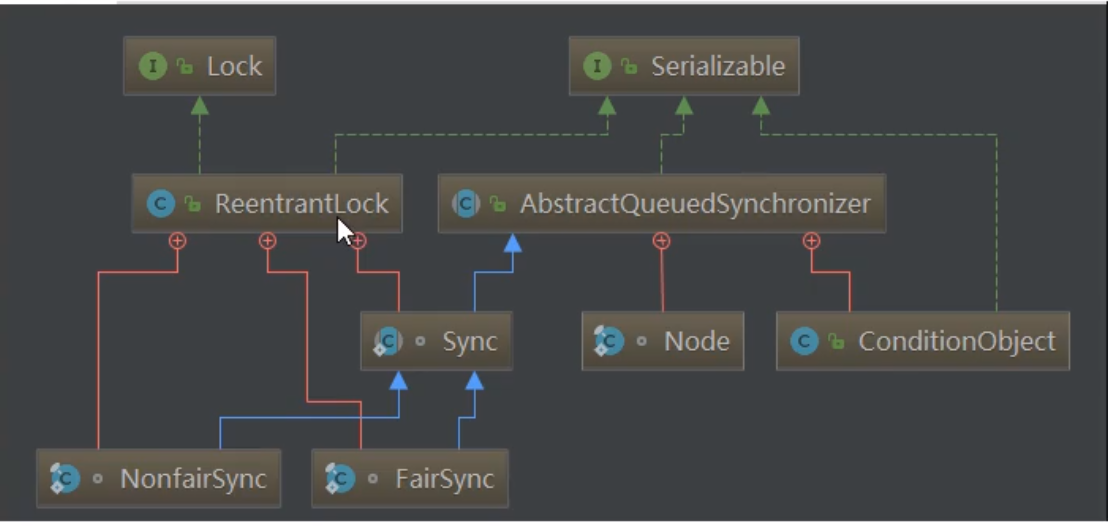 I Lock
I Serializable
C ReentrantLock
C AbstractQueuedSynchronizer
C Sync
C Node
C ConditionObject
C NonfairSync
C FairSync